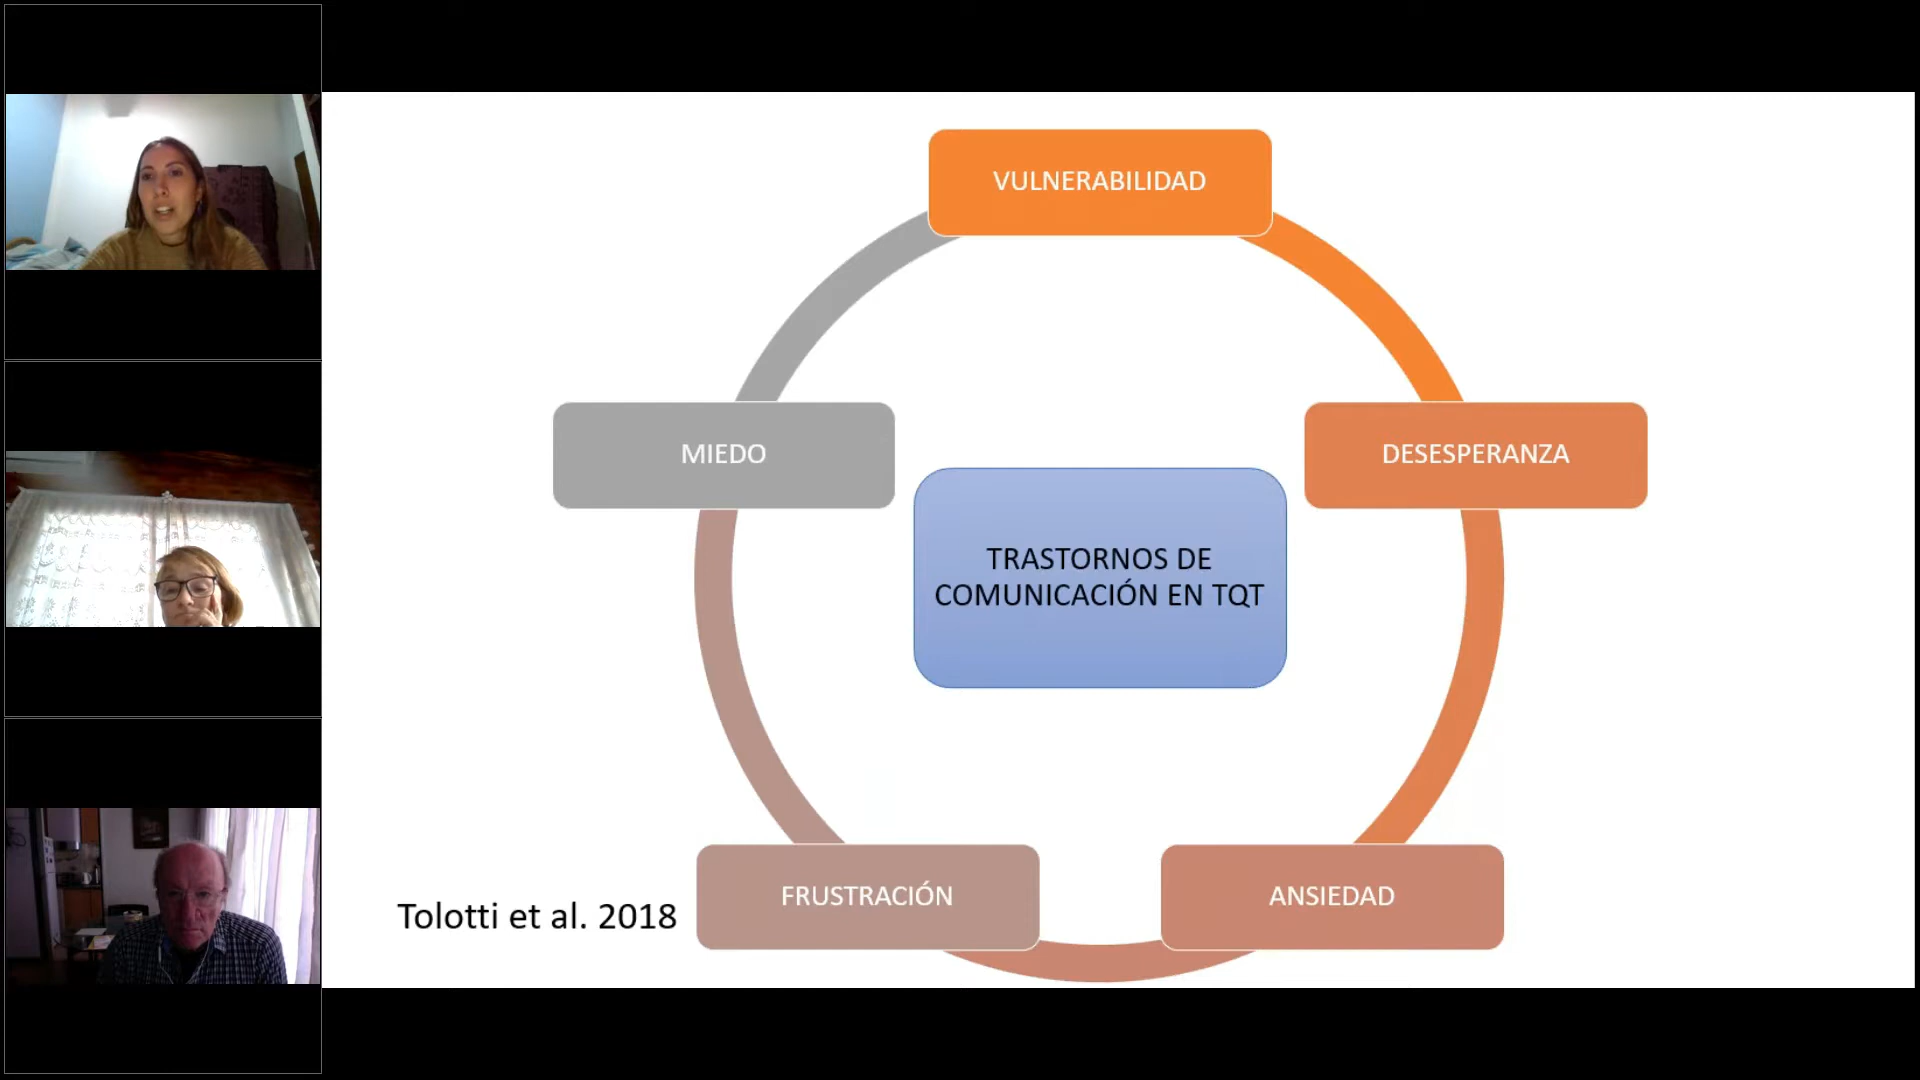 VULNERABILIDAD
MIEDO
DESESPERANZA
TRASTORNOS DE
COMUNICACIÓN EN TQT
FRUSTRACIÓN
ANSIEDAD
Tolotti et al. 2018